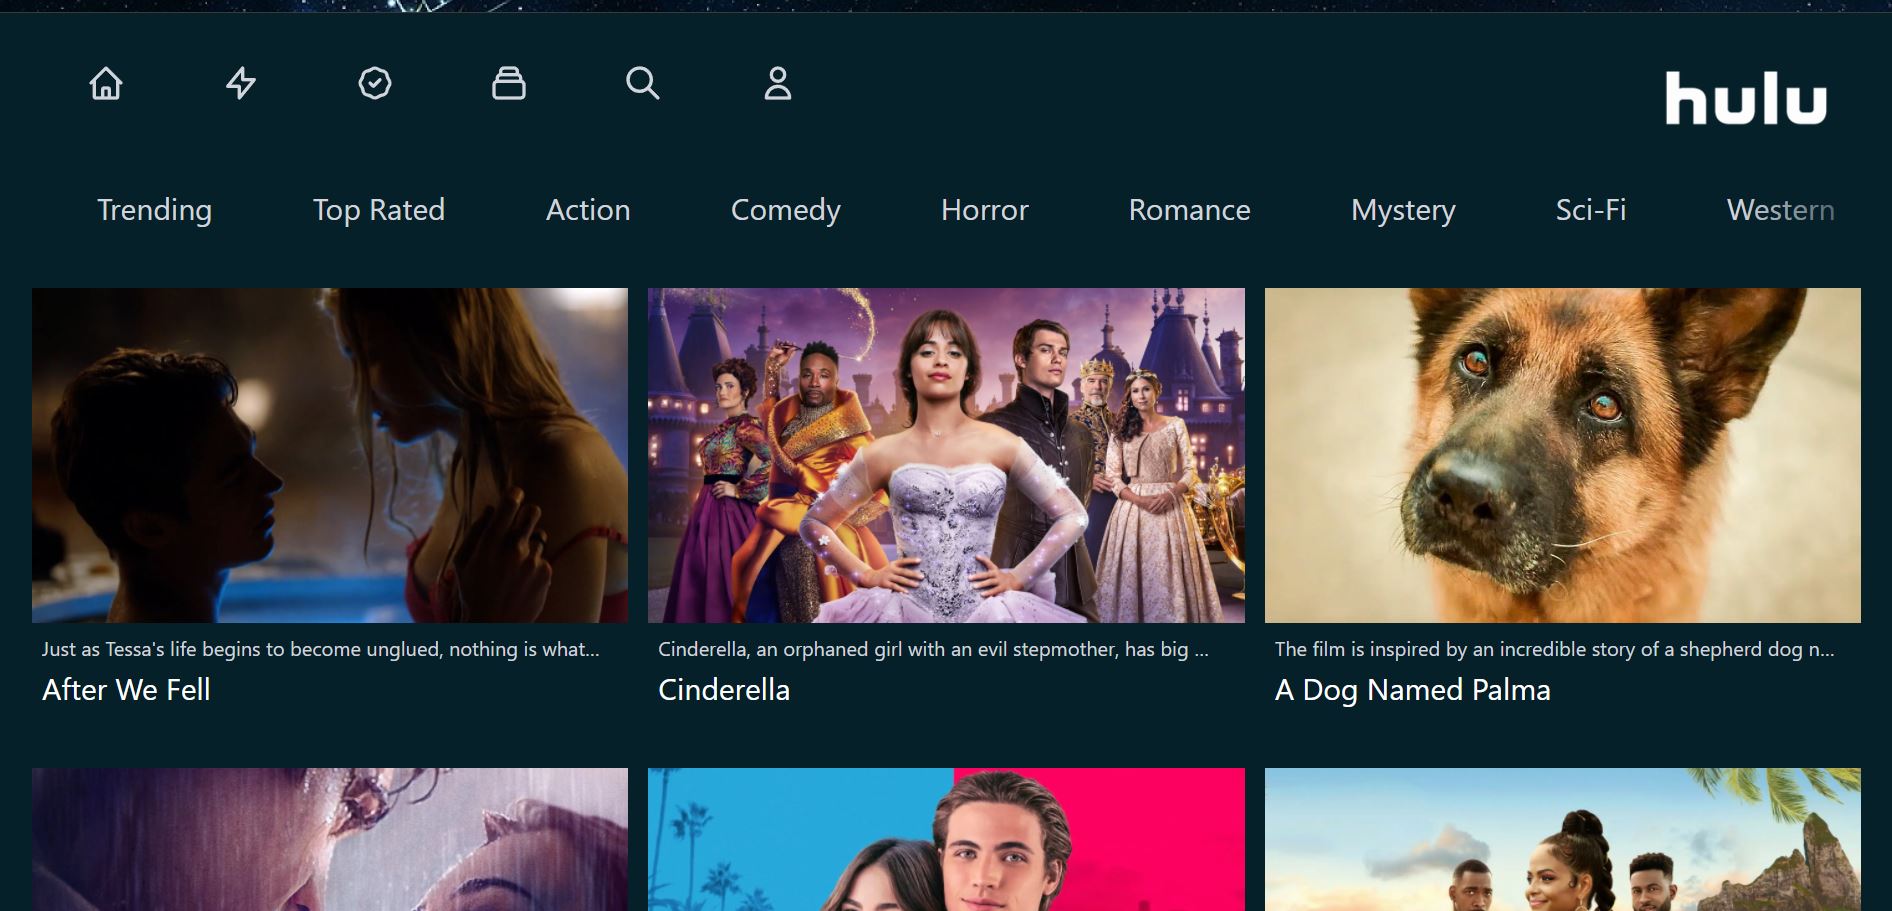 hulu
Trending Top Rated Action Comedy Horror Romance Mystery Sci-Fi Western
Just as Tessa's life begins to become unglued, nothing is what...
After We Fell
Cinderella, an orphaned girl with an evil stepmother, has big ...
Cinderella
The film is inspired by an incredible story of a shepherd dog n...
A Dog Named Palma